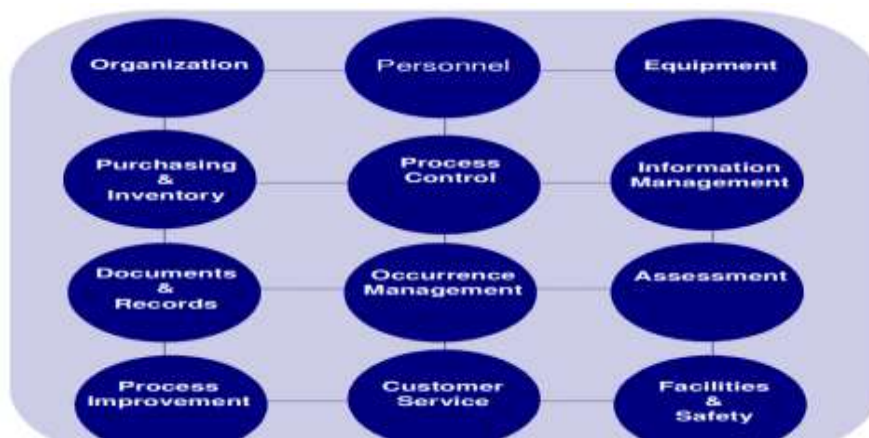 Organization
Personnel
Equipment
Purchasing
&
Inventory
Process
Control
Information
Management
Documents
&
Records
Occurrence
Management
Assessment
Process
Improvement
Customer
Service
Facilities
&
Safety